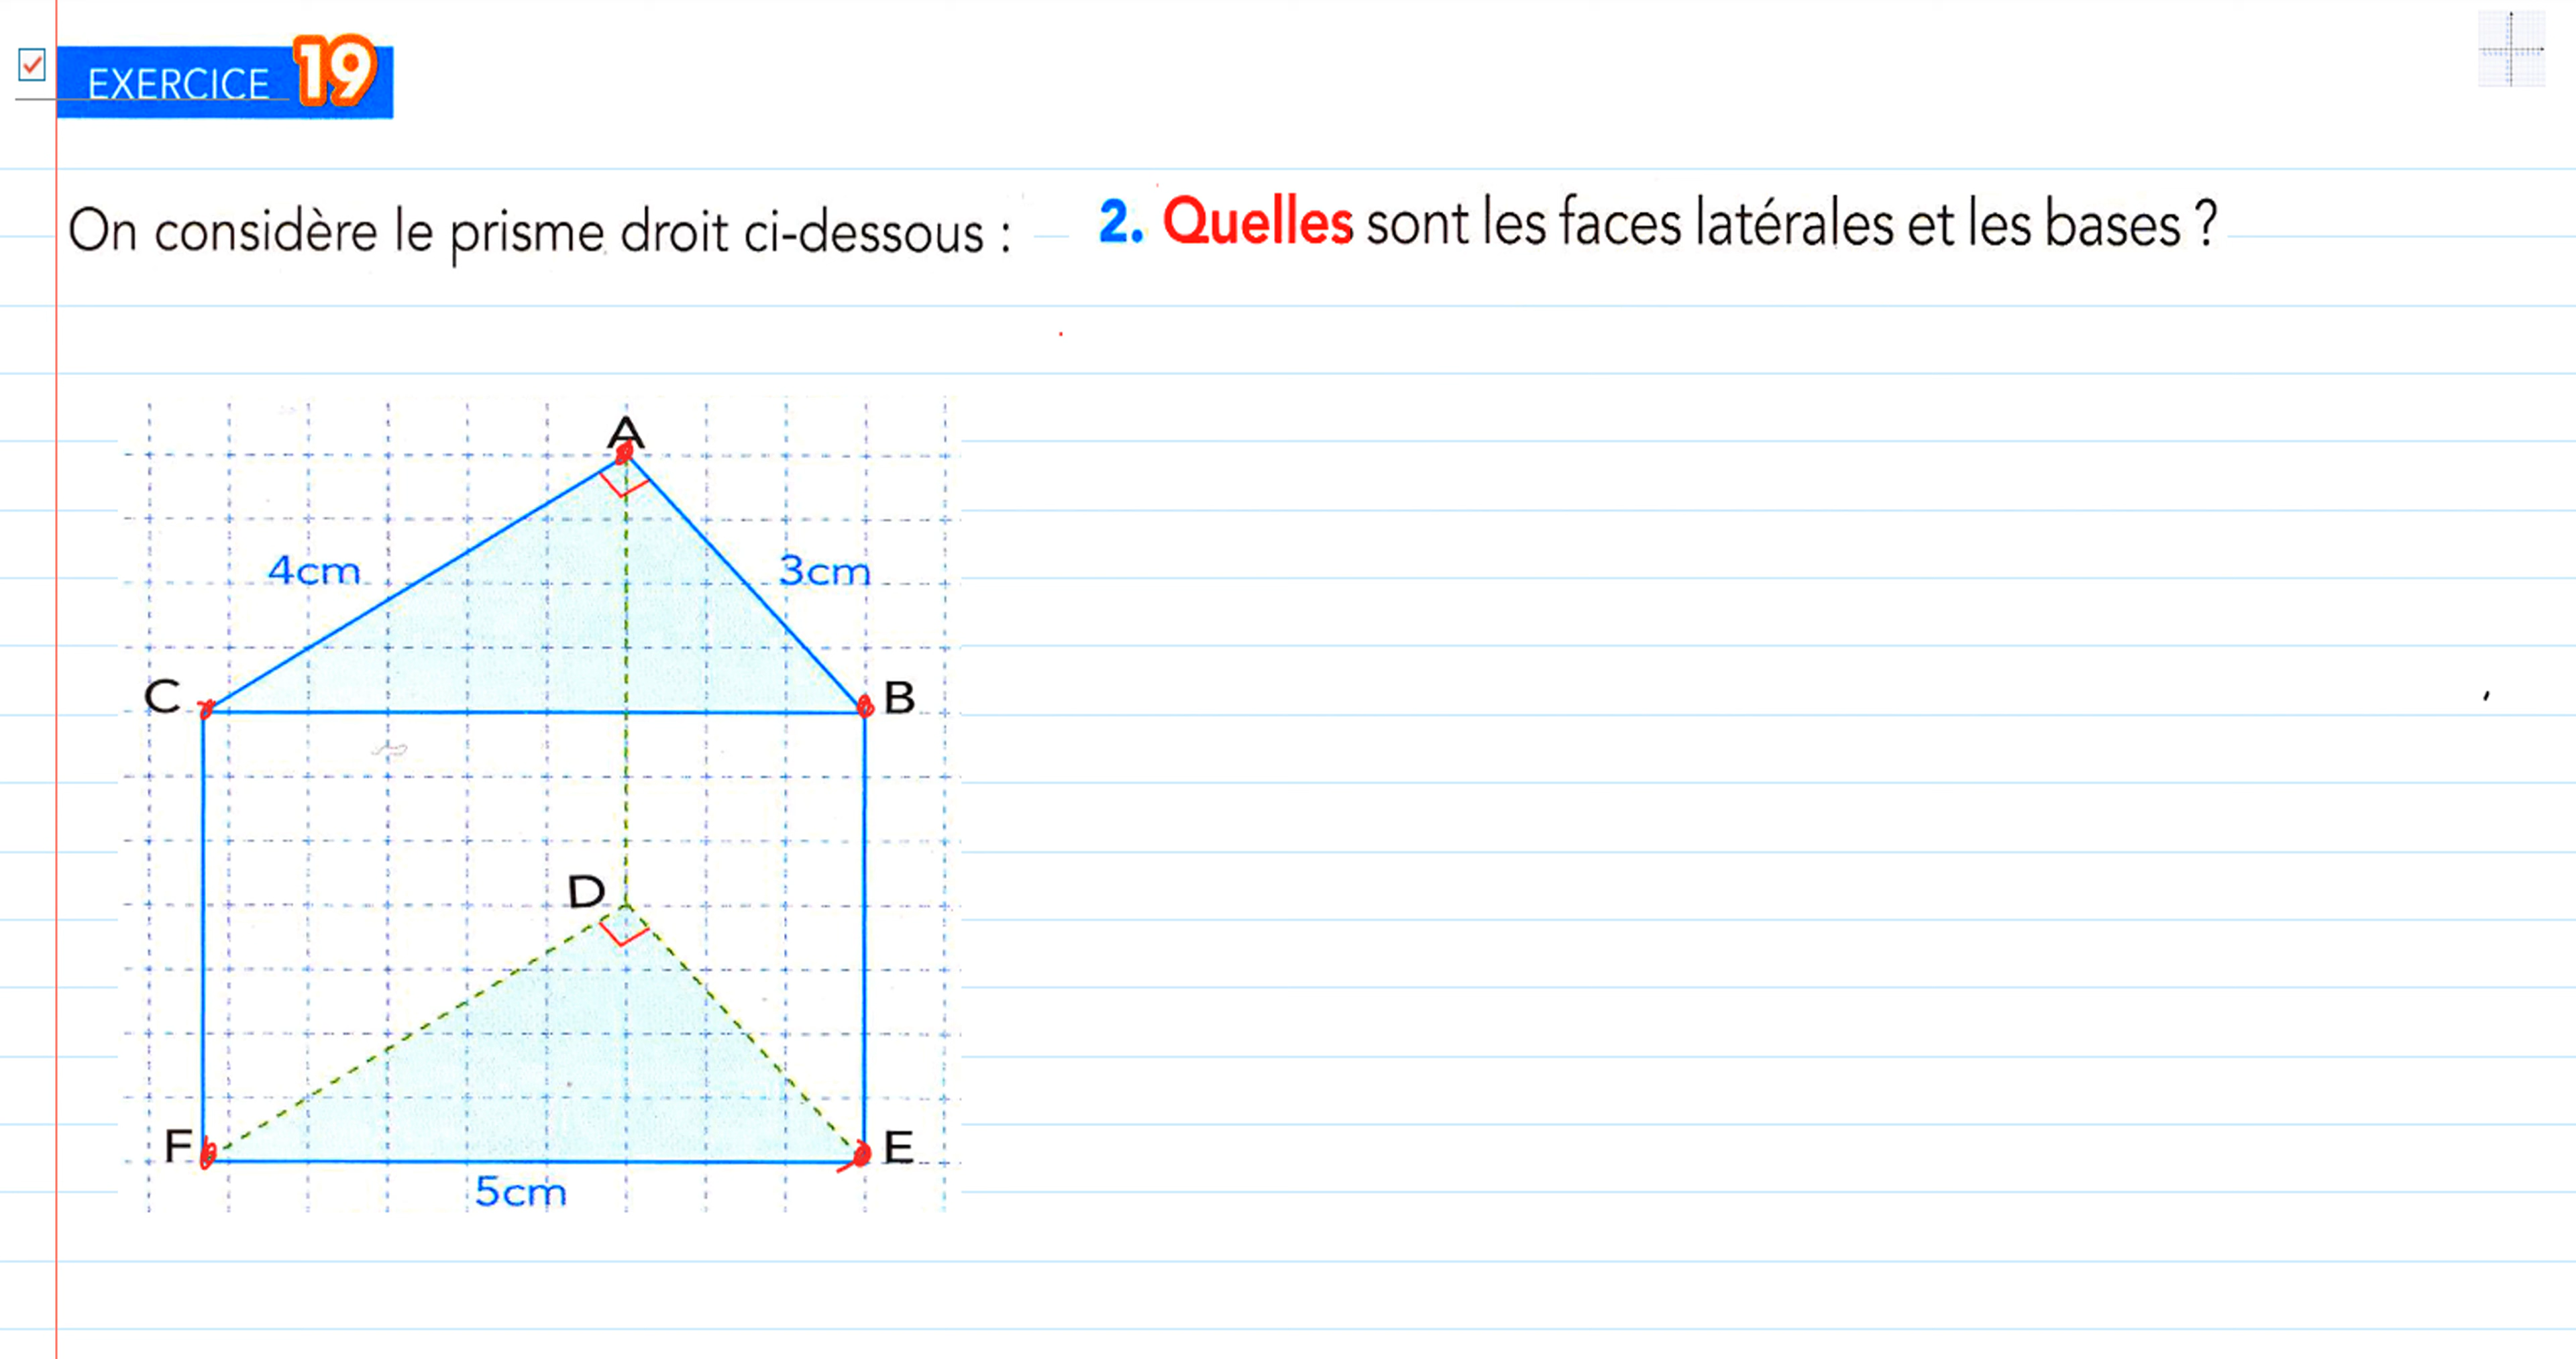 EXERCICE 19
On considère le prisme droit ci-dessous :
2. Quelles sont les faces latérales et les bases ?
A
4cm
3cm
C
B
D
F
E
5cm